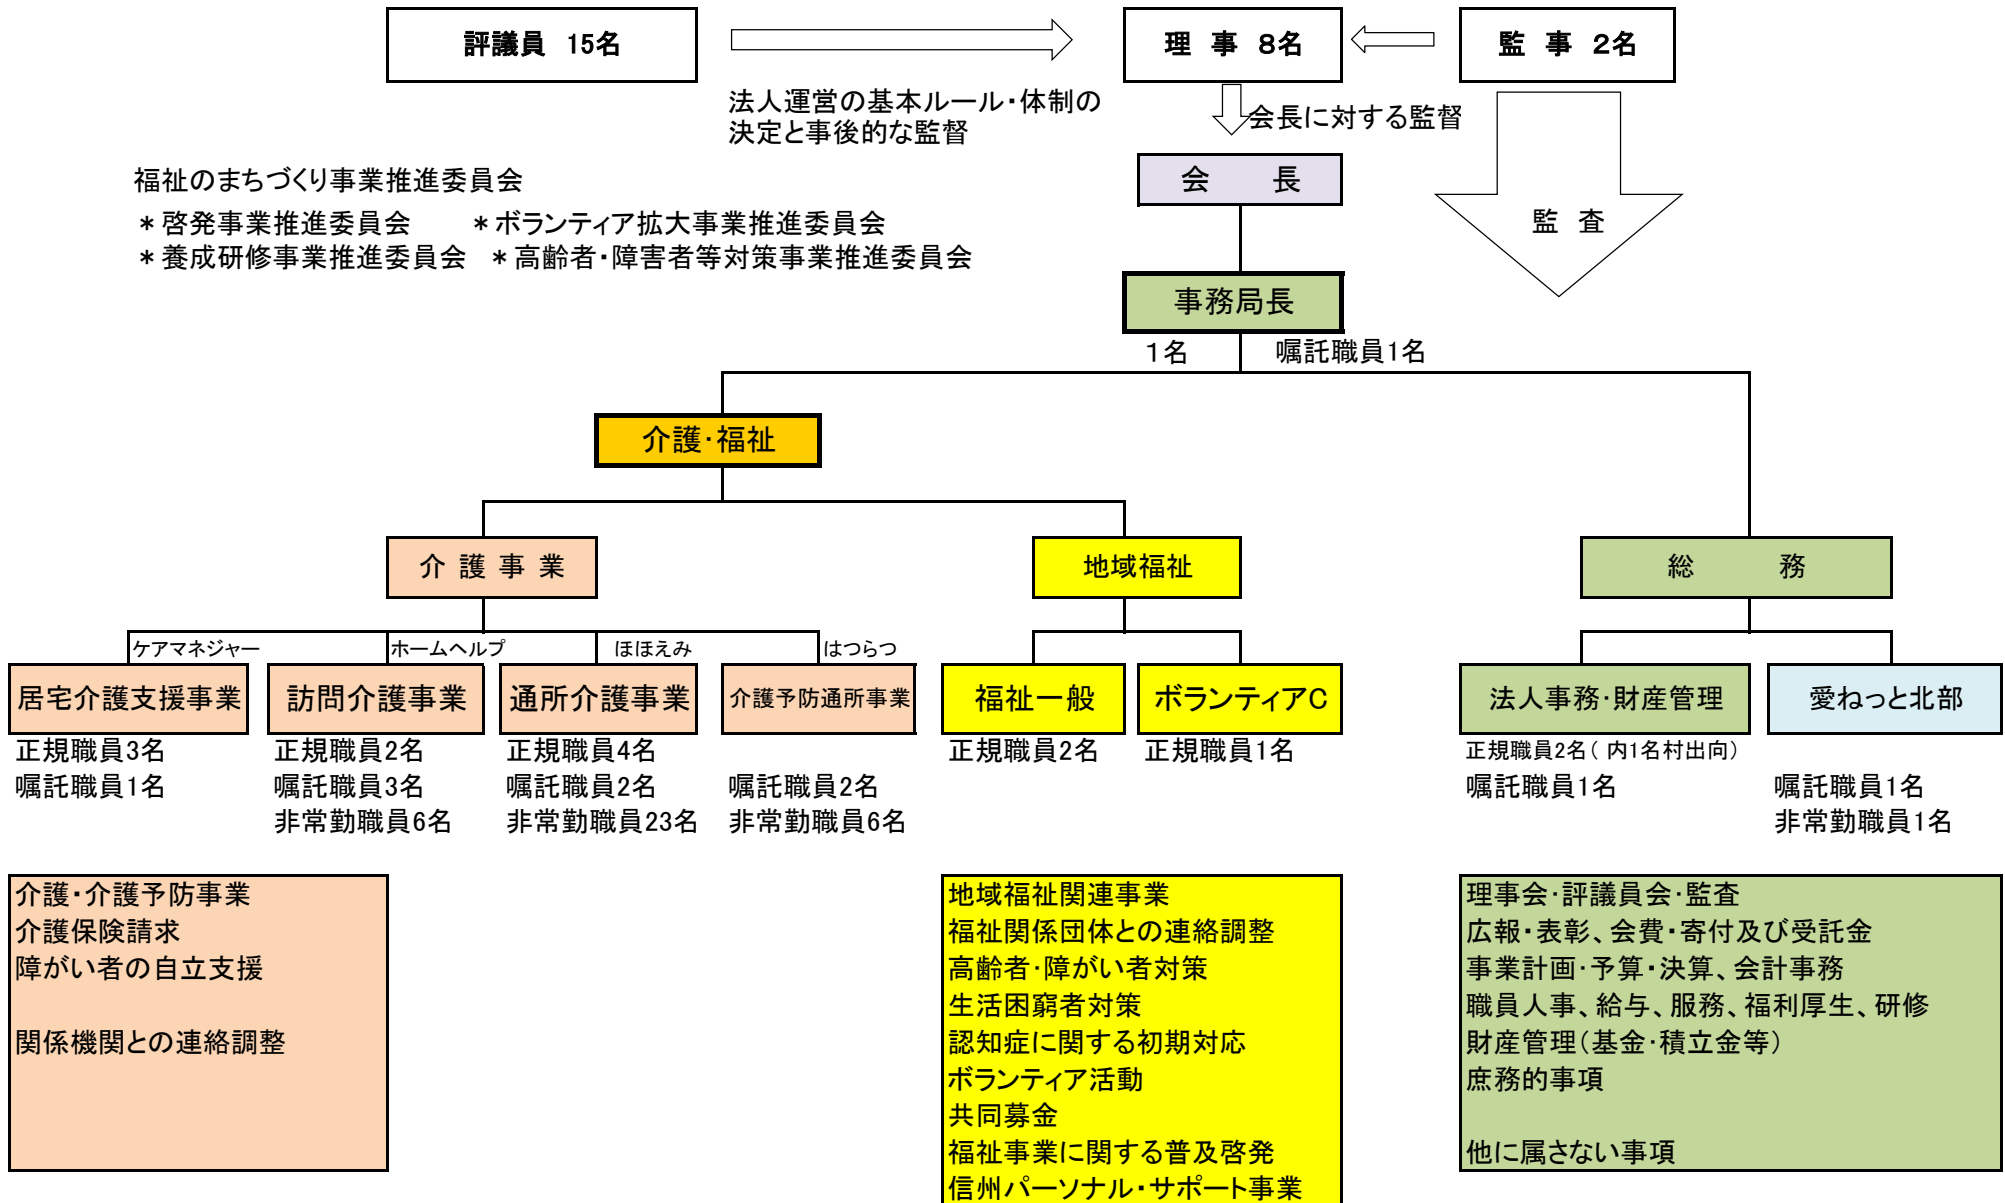 評議員 15名
理 事 8名
監 事 2名
法人運営の基本ルール・体制の
決定と事後的な監督
会長に対する監督
会 長
監 査
福祉のまちづくり事業推進委員会
＊啓発事業推進委員会 ＊ボランティア拡大事業推進委員会
＊養成研修事業推進委員会 ＊高齢者・障害者等対策事業推進委員会
事務局長
1名 嘱託職員1名
介護・福祉
介 護 事 業
地域福祉
総 務
ケアマネジャー
ホームヘルプ
ほほえみ
はつらつ
居宅介護支援事業
訪問介護事業
通所介護事業
介護予防通所事業
福祉一般
ボランティアC
法人事務・財産管理
愛ねっと北部
正規職員3名
嘱託職員1名
正規職員2名
嘱託職員3名
非常勤職員6名
正規職員4名
嘱託職員2名
非常勤職員23名
嘱託職員2名
非常勤職員6名
正規職員2名
正規職員1名
正規職員2名（内1名村出向）
嘱託職員1名
嘱託職員1名
非常勤職員1名
介護・介護予防事業
介護保険請求
障がい者の自立支援
関係機関との連絡調整
地域福祉関連事業
福祉関係団体との連絡調整
高齢者・障がい者対策
生活困窮者対策
認知症に関する初期対応
ボランティア活動
共同募金
福祉事業に関する普及啓発
信州パーソナル・サポート事業
理事会・評議員会・監査
広報・表彰、会費・寄付及び受託金
事業計画・予算・決算、会計事務
職員人事、給与、服務、福利厚生、研修
財産管理（基金・積立金等）
庶務的事項
他に属さない事項